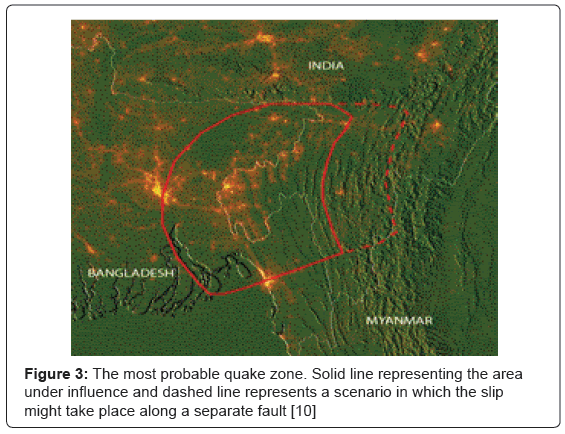 INDIA
BANGLADESH
MYANMAR
Figure 3: The most probable quake zone. Solid line representing the area
under influence and dashed line represents a scenario in which the slip
might take place along a separate fault [10]